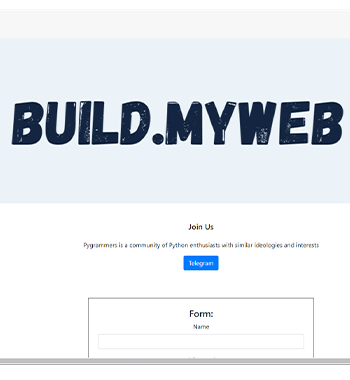 BUILD.MYWEB
Join Us
Pygrammers is a community of Python enthusiasts with similar ideologies and interests
Telegram
Form:
Name